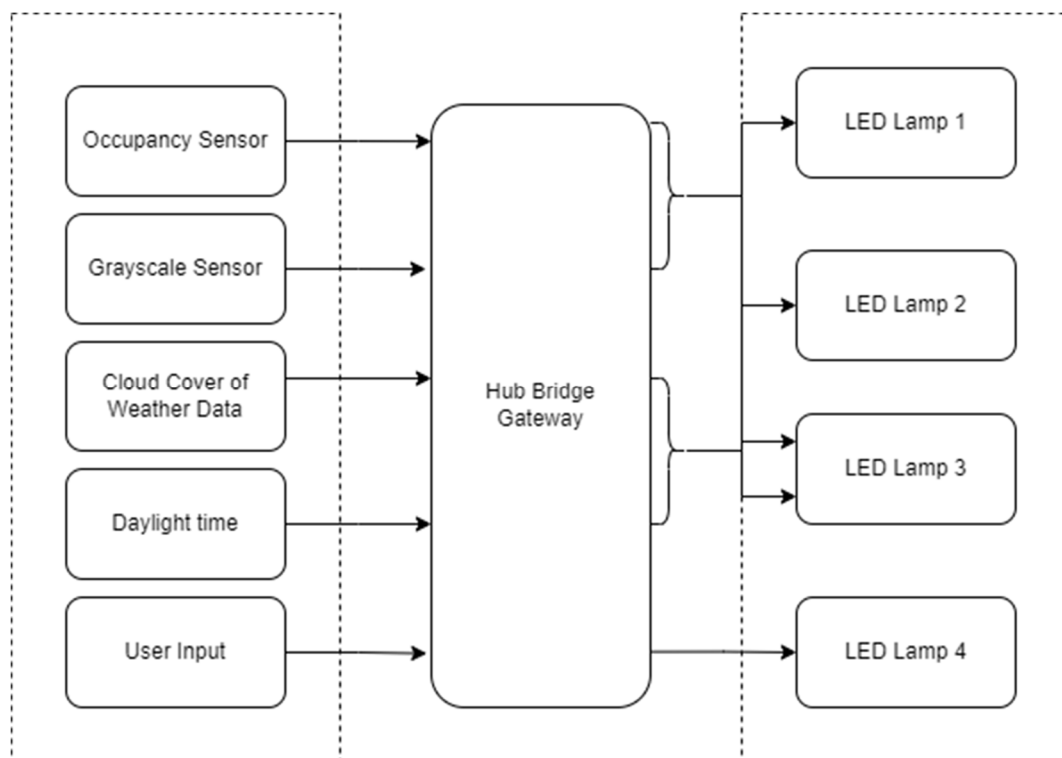 Occupancy Sensor
Grayscale Sensor
Cloud Cover of
Weather Data
Daylight time
User Input
Hub Bridge
Gateway
LED Lamp 1
LED Lamp 2
LED Lamp 3
LED Lamp 4